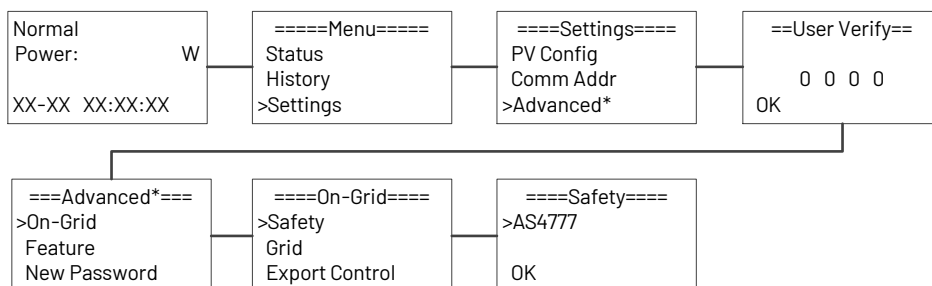 Normal
Power: W
XX-XX XX:XX:XX
=====Menu=====
Status
History
>Settings
====Settings====
PV Config
Comm Addr
>Advanced*
==User Verify==
0 0 0 0
OK
===Advanced*===
>On-Grid
Feature
New Password
====On-Grid====
>Safety
Grid
Export Control
====Safety====
>AS4777
OK